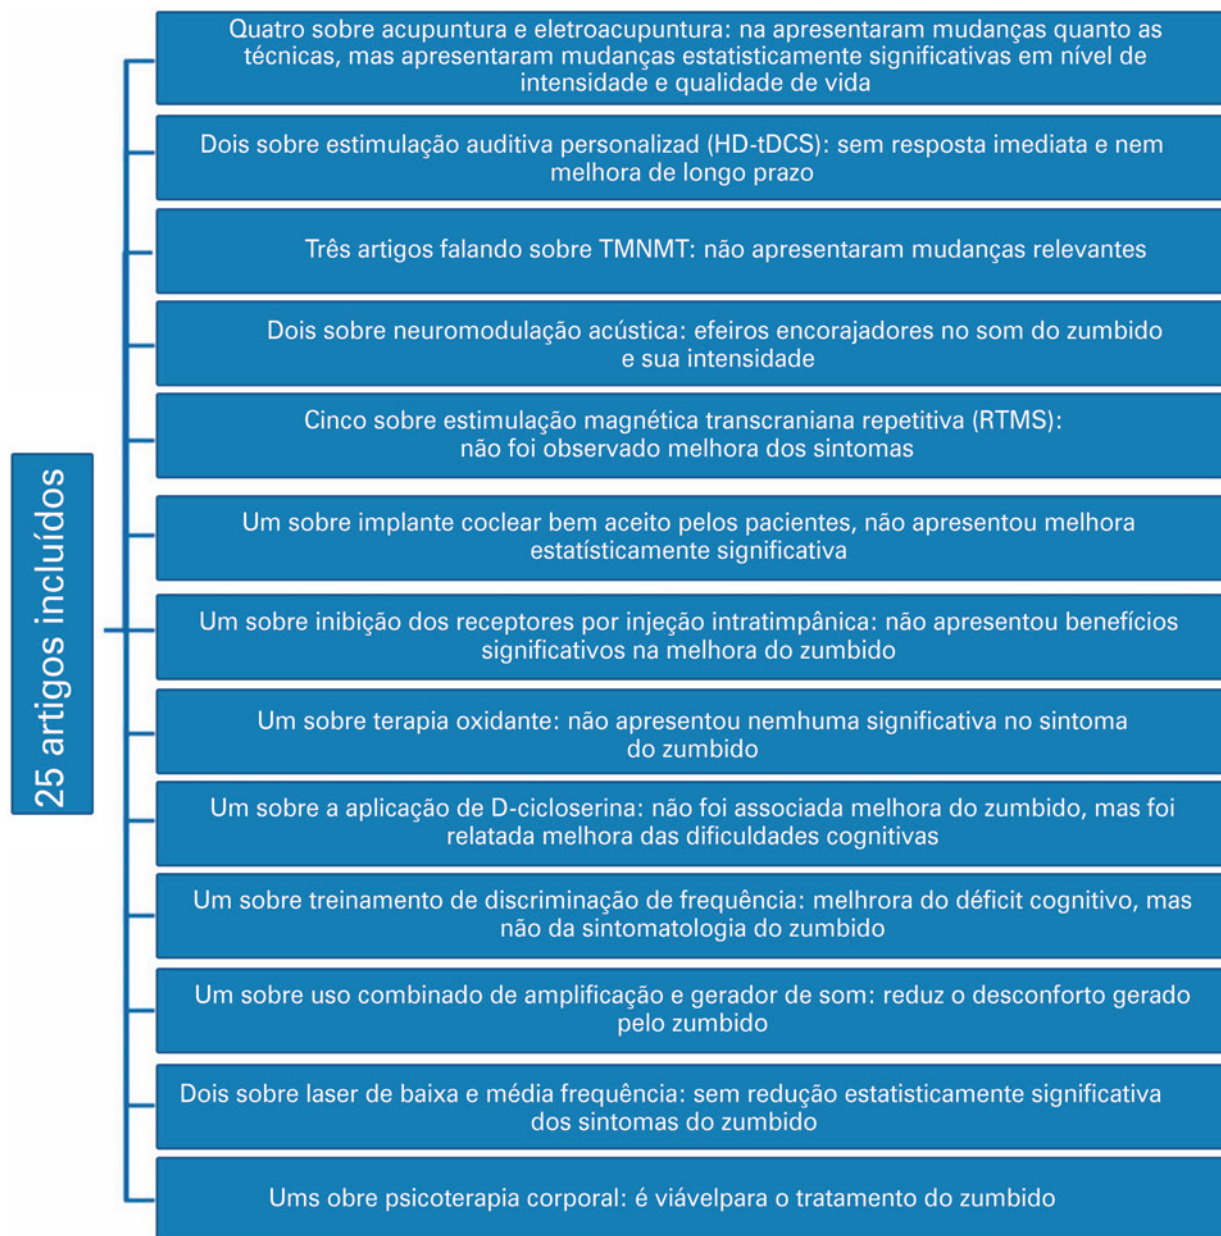 25 artigos incluídos
Quatro sobre acupuntura e eletroacupuntura: na apresentaram mudanças quanto as
técnicas, mas apresentaram mudanças estatisticamente significativas em nível de
intensidade e qualidade de vida
Dois sobre estimulação auditiva personalizad (HD-tDCS): sem resposta imediata e nem
melhora de longo prazo
Três artigos falando sobre TMNMT: não apresentaram mudanças relevantes
Dois sobre neuromodulação acústica: efeiros encorajadores no som do zumbido
e sua intensidade
Cinco sobre estimulação magnética transcraniana repetitiva (RTMS):
não foi observado melhora dos sintomas
Um sobre implante coclear bem aceito pelos pacientes, não apresentou melhora
estatísticamente significativa
Um sobre inibição dos receptores por injeção intratimpânica: não apresentou benefícios
significativos na melhora do zumbido
Um sobre terapia oxidante: não apresentou nemhuma significativa no sintoma
do zumbido
Um sobre a aplicação de D-cicloserina: não foi associada melhora do zumbido, mas foi
relatada melhora das dificuldades cognitivas
Um sobre treinamento de discriminação de frequência: melhrora do déficit cognitivo, mas
não da sintomatologia do zumbido
Um sobre uso combinado de amplificação e gerador de som: reduz o desconforto gerado
pelo zumbido
Dois sobre laser de baixa e média frequência: sem redução estatisticamente significativa
dos sintomas do zumbido
Ums obre psicoterapia corporal: é viávelpara o tratamento do zumbido